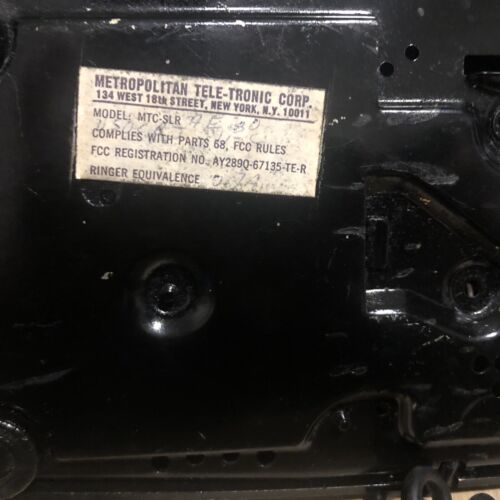 METROPOLITAN TELE-TRONIC CORP.
134 WEST 18th STREET, NEW YORK, N.Y. 10011
MODEL: MTC-SLR
COMPLIES WITH PARTS 68, FCC RULES
FCC REGISTRATION NO. AY289Q-67135-TE-R
RINGER EQUIVALENCE